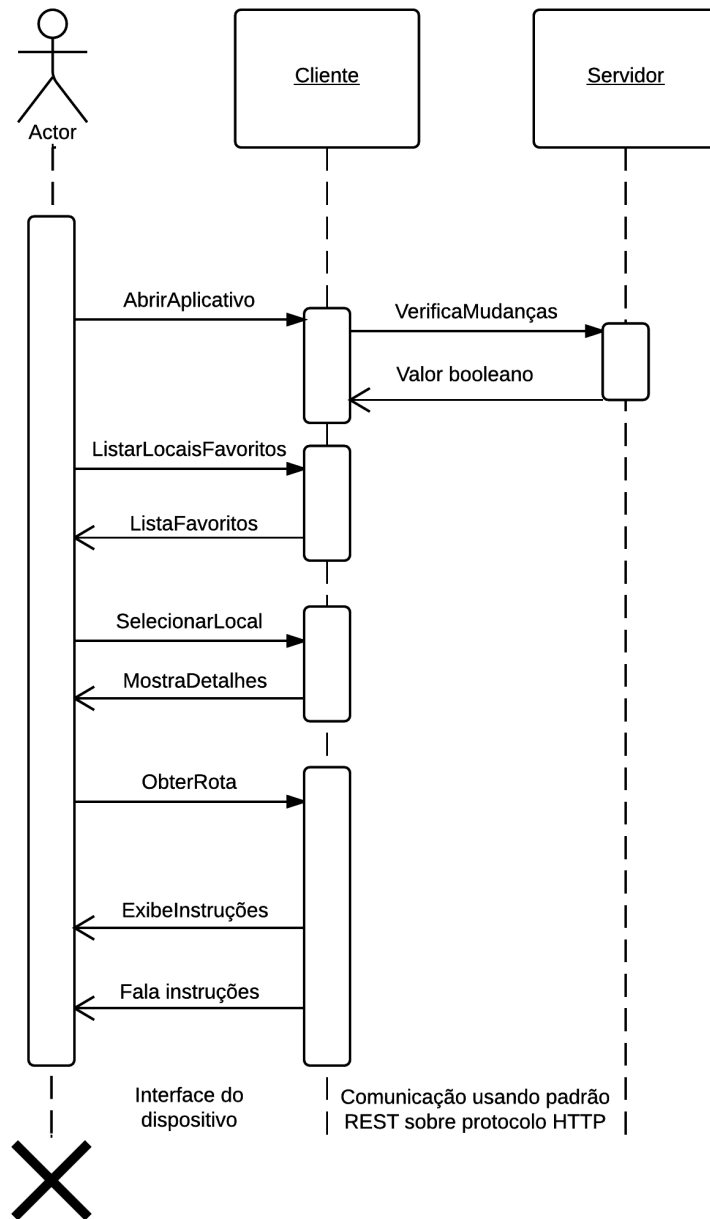 Cliente
Servidor
Actor
AbrirAplicativo
VerificaMudanças
Valor booleano
ListarLocaisFavoritos
ListaFavoritos
SelecionarLocal
MostraDetalhes
ObterRota
ExibeInstruções
Fala instruções
Interface do
dispositivo
Comunicação usando padrão
REST sobre protocolo HTTP